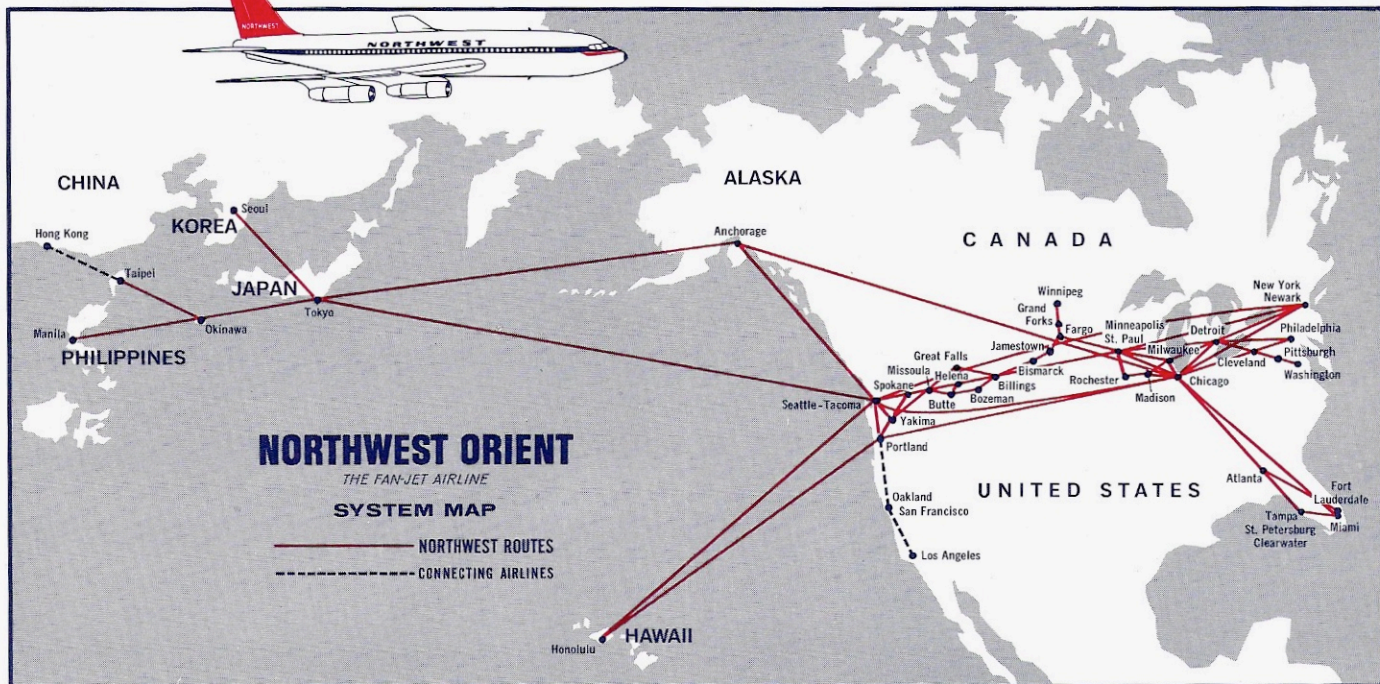 NORTHWEST
NORTHWEST
CHINA
ALASKA
KOREA
Seoul
Hong Kong
Anchorage
CANADA
Taipei
JAPAN
Tokyo
Manila
Okinawa
PHILIPPINES
Winnipeg
Grand
Forks
Fargo
New York
Newark
Minneapolis
St. Paul
Detroit
Philadelphia
Jamestown
Milwaukee
Great Falls
Bismarck
Cleveland
Pittsburgh
Missoula
Helena
Billings
Washington
Spokane
Rochester
Chicago
Seattle-Tacoma
Butte
Bozeman
Madison
Yakima
Portland
NORTHWEST ORIENT
THE FAN-JET AIRLINE
SYSTEM MAP
NORTHWEST ROUTES
CONNECTING AIRLINES
UNITED STATES
Atlanta
Oakland
San Francisco
Fort
Lauderdale
Miami
Tampa
St. Petersburg
Clearwater
Los Angeles
Honolulu
HAWAII